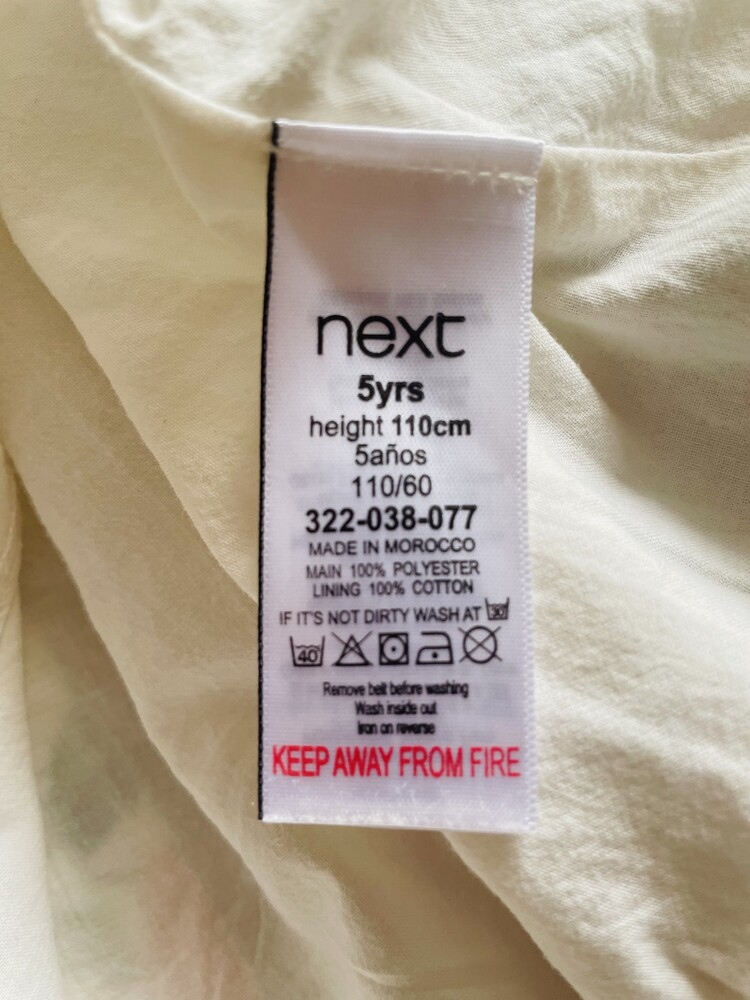 next
5yrs
height 110cm
5años
110/60
322-038-077
MADE IN MOROCCO
MAIN 100% POLYESTER
LINING 100% COTTON
IF IT'S NOT DIRTY WASH AT 30°
40°
Remove belt before washing
Wash inside out
Iron on reverse
KEEP AWAY FROM FIRE